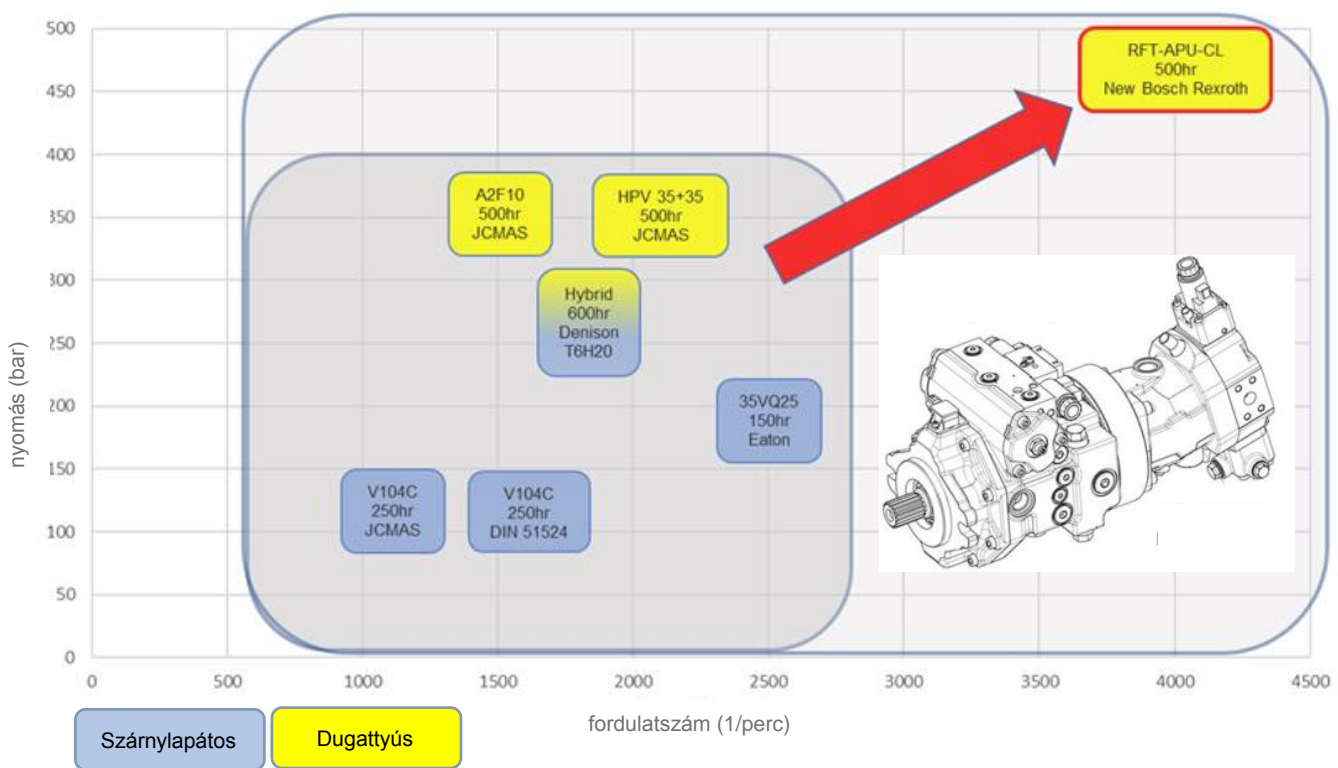 500
450
400
350
300
250
200
150
100
50
0
nyomás (bar)
RFT-APU-CL
500hr
New Bosch Rexroth
A2F10
500hr
JCMAS
HPV 35+35
500hr
JCMAS
Hybrid
600hr
Denison
T6H20
35VQ25
150hr
Eaton
V104C
250hr
JCMAS
V104C
250hr
DIN 51524
0 500 1000 1500 2000 2500 3000 3500 4000 4500
fordulatszám (1/perc)
Szárnylapátos
Dugattyús